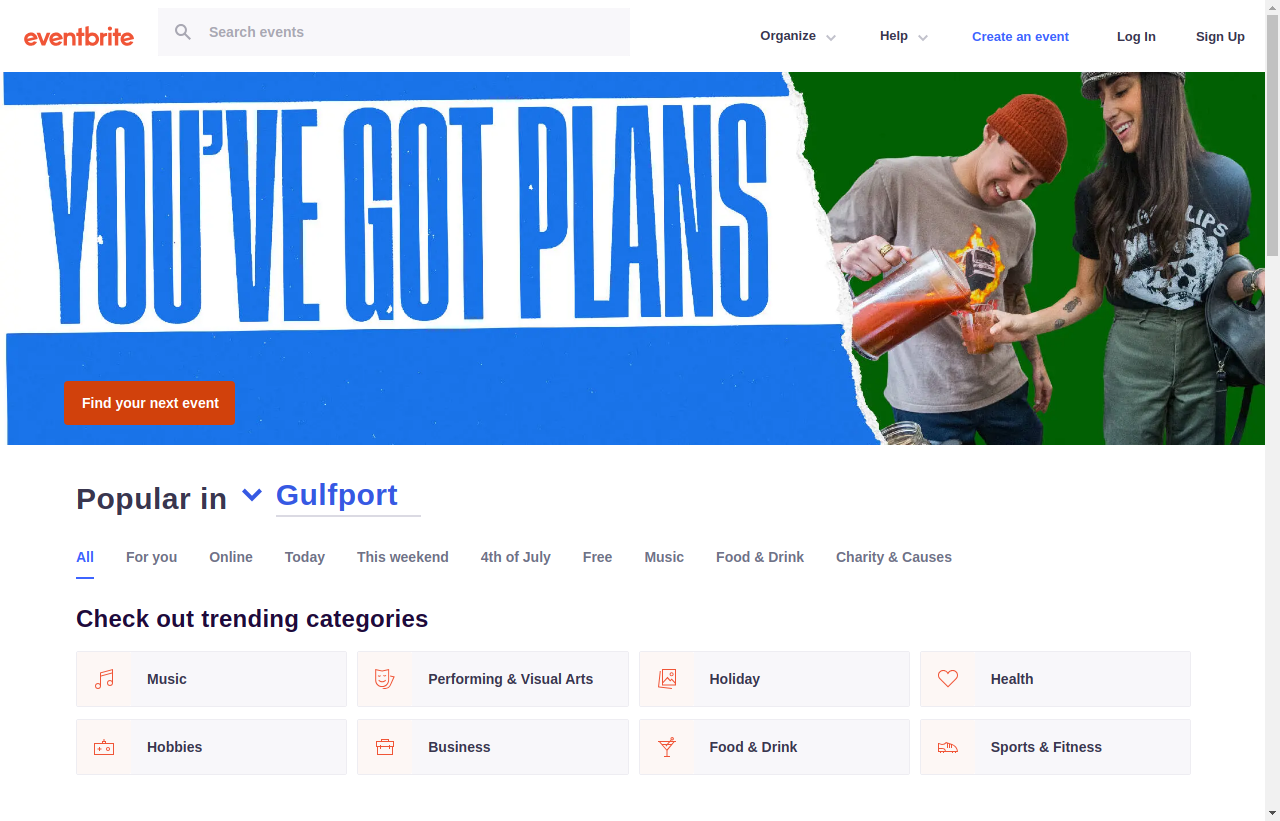 eventbrite
Search events
Organize
Help
Create an event
Log In
Sign Up
YOU'VE GOT PLANS
Find your next event
Popular in Gulfport
All
For you
Online
Today
This weekend
4th of July
Free
Music
Food & Drink
Charity & Causes
Check out trending categories
Music
Performing & Visual Arts
Holiday
Health
Hobbies
Business
Food & Drink
Sports & Fitness